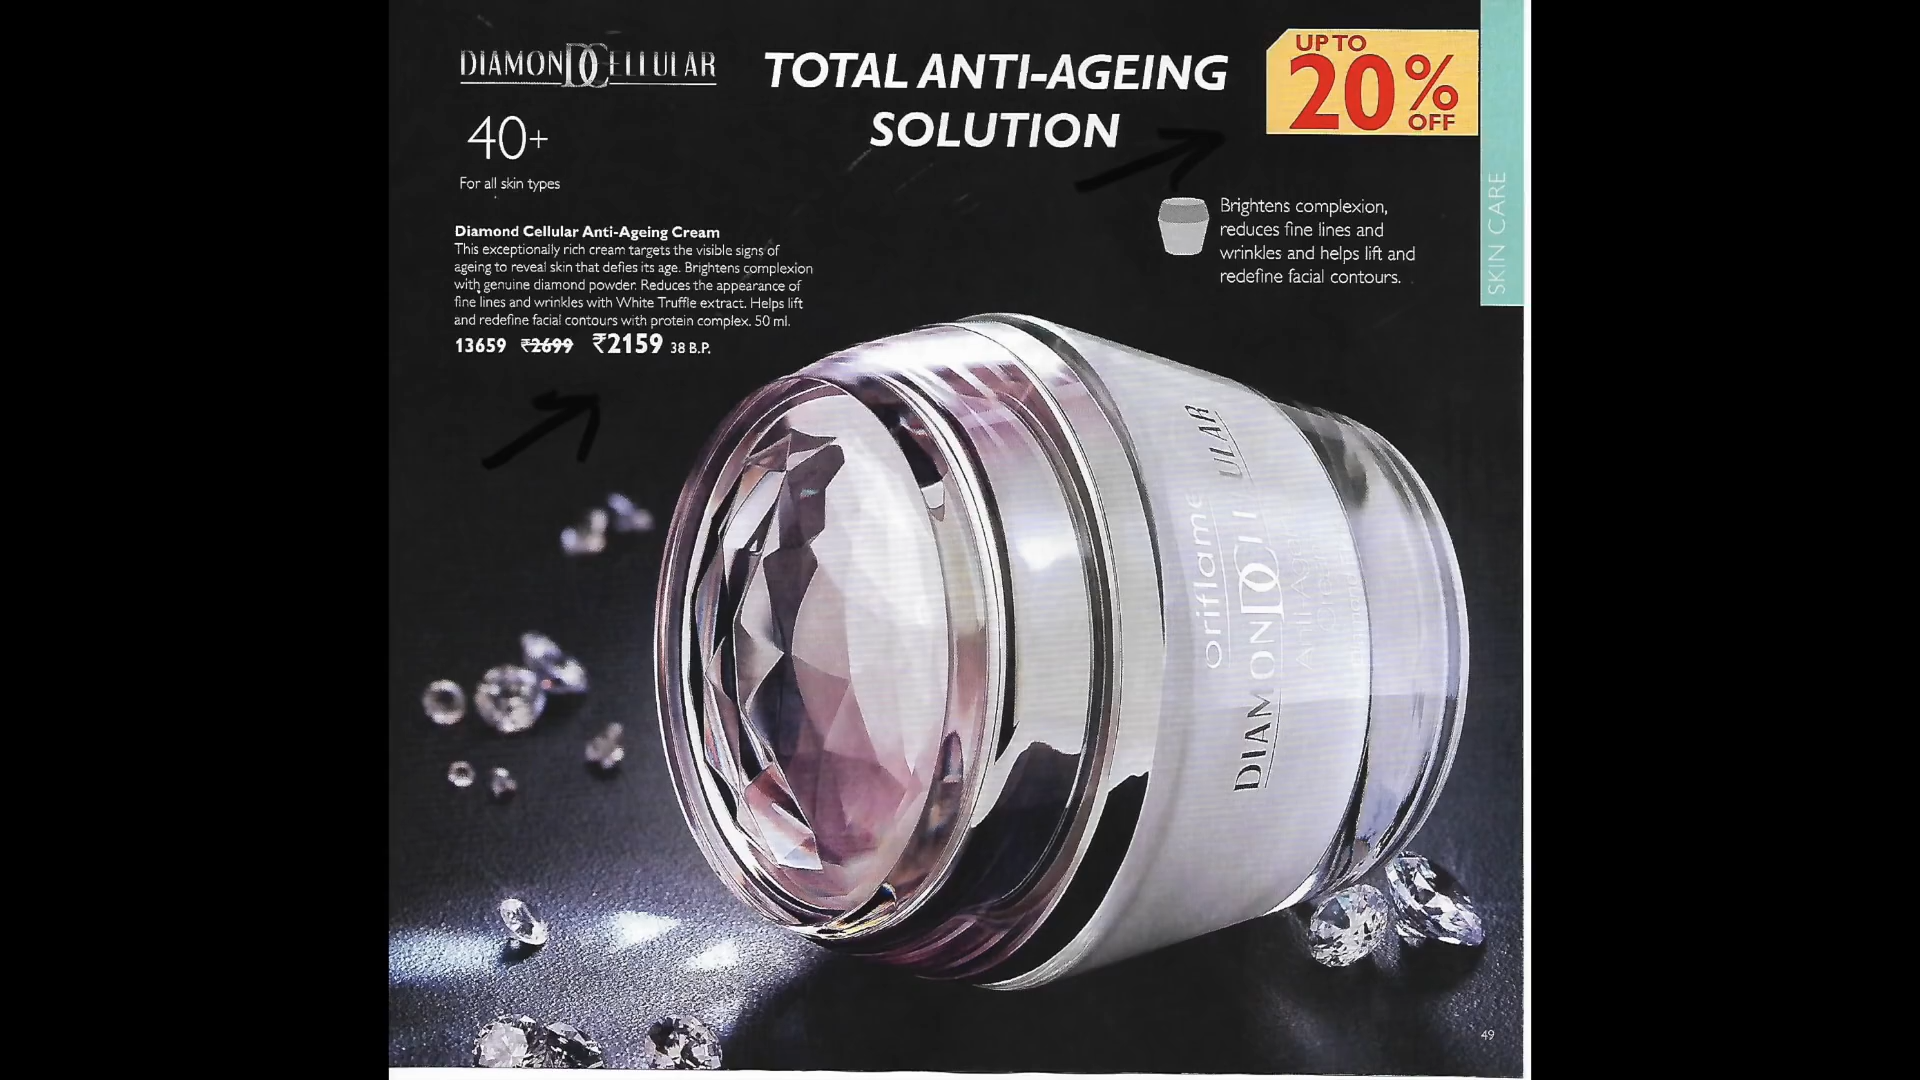 DIAMOND CELLULAR
TOTAL ANTI-AGEING
SOLUTION
UP TO
20%
OFF
40+
For all skin types
Diamond Cellular Anti-Ageing Cream
This exceptionally rich cream targets the visible signs of
ageing to reveal skin that defies its age. Brightens complexion
with genuine diamond powder. Reduces the appearance of
fine lines and wrinkles with White Truffle extract. Helps lift
and redefine facial contours with protein complex. 50 ml.
13659 ₹2699 ₹2159 38 B.P.
Brightens complexion,
reduces fine lines and
wrinkles and helps lift and
redefine facial contours.
SKIN CARE
oriflame
DIAMOND CELLULAR
Anti-Ageing
Cream
49